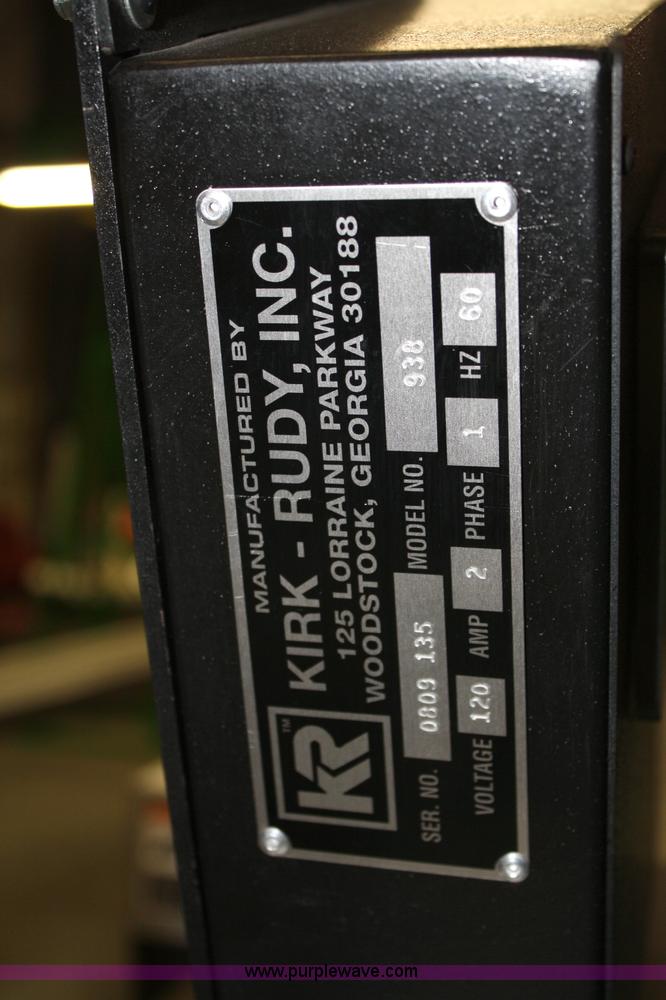 MANUFACTURED BY
KIRK - RUDY, INC.
125 LORRAINE PARKWAY
WOODSTOCK, GEORGIA 30188
KR™
SER. NO. 0809 135 MODEL NO. 938
VOLTAGE 120 AMP 2 PHASE 1 HZ 60
www.purplewave.com